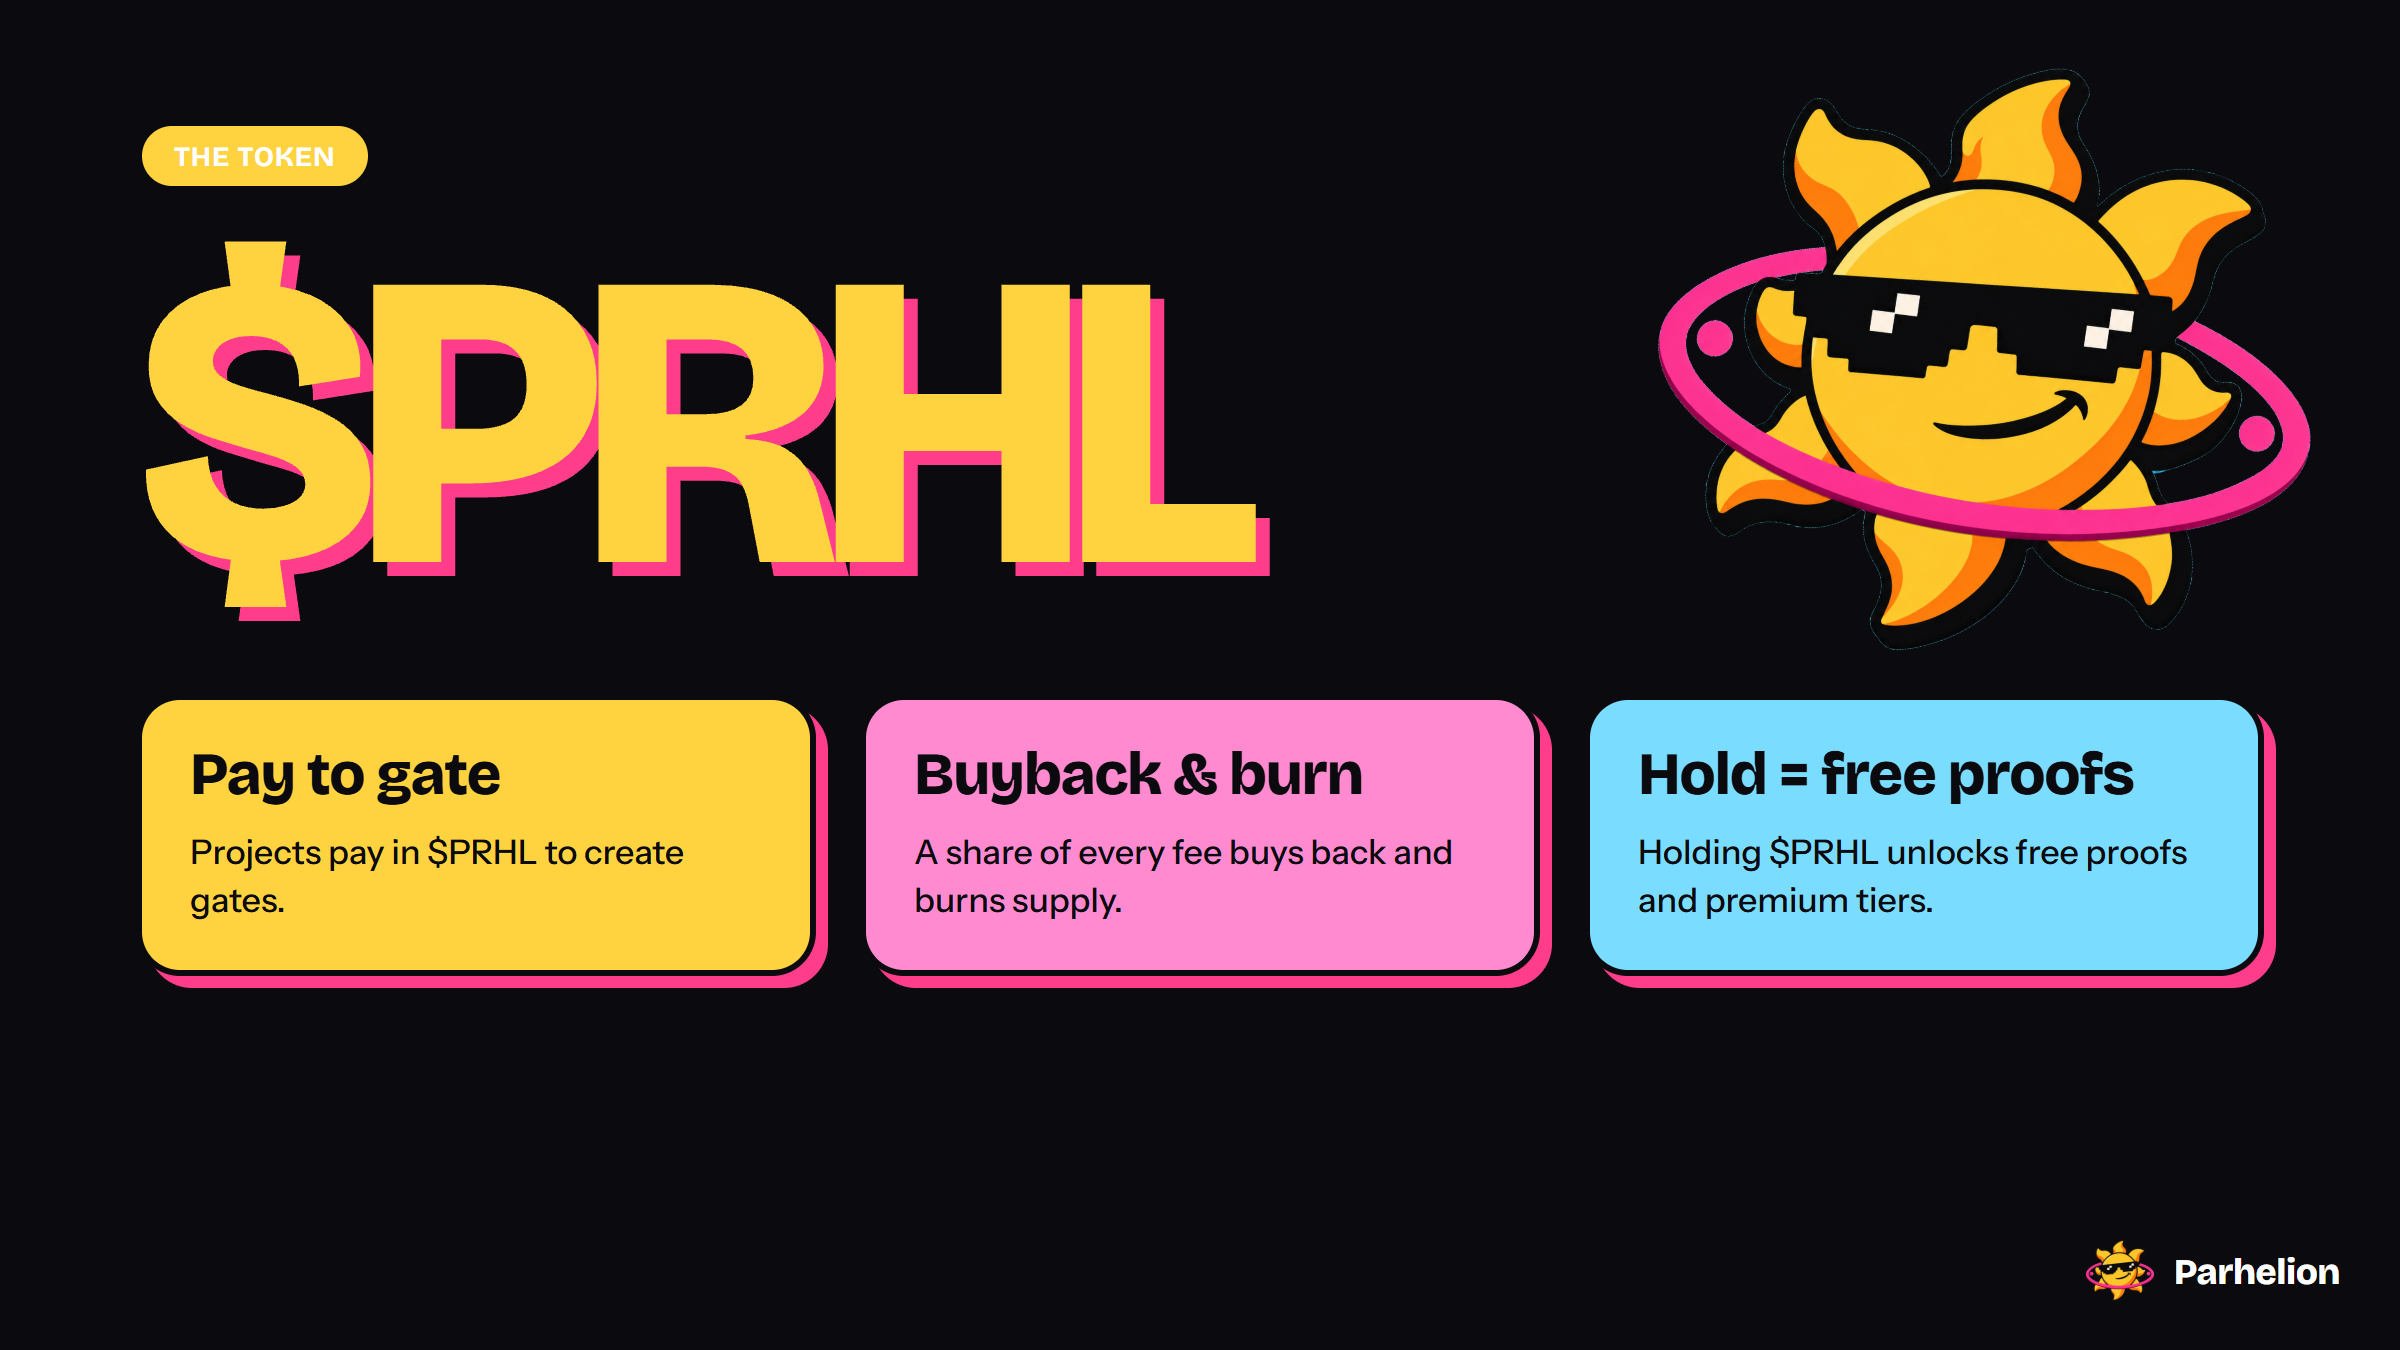 THE TOKEN
$PRHL
Pay to gate
Projects pay in $PRHL to create
gates.
Buyback & burn
A share of every fee buys back and
burns supply.
Hold = free proofs
Holding $PRHL unlocks free proofs
and premium tiers.
Parhelion